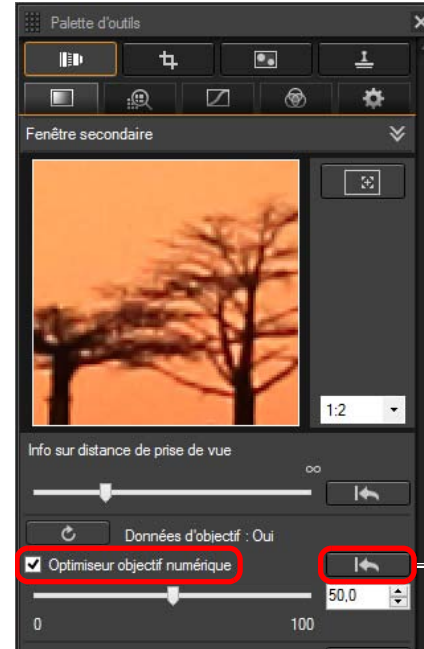 Palette d'outils
Fenêtre secondaire
1:2
Info sur distance de prise de vue
∞
Données d'objectif : Oui
Optimiseur objectif numérique
50,0
0 100